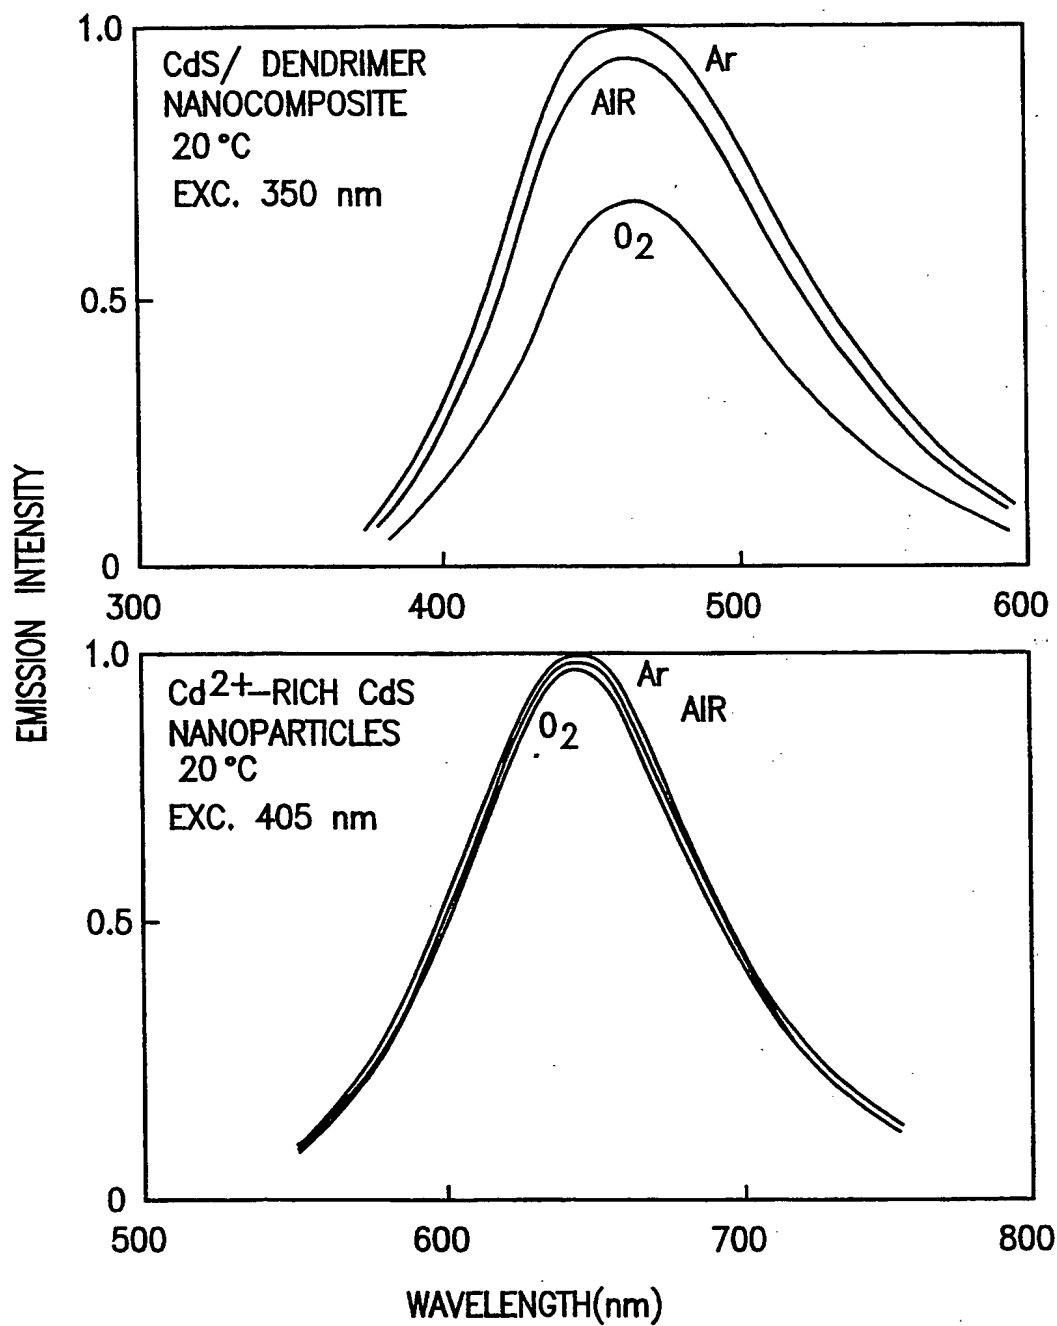 1.0
CdS/ DENDRIMER
NANOCOMPOSITE
20°C
EXC. 350 nm
Ar
AIR
O2
0.5
0
300 400 500 600
EMISSION INTENSITY
1.0
Cd2+-RICH CdS
NANOPARTICLES
20°C
EXC. 405 nm
Ar
AIR
O2
0.5
0
500 600 700 800
WAVELENGTH(nm)